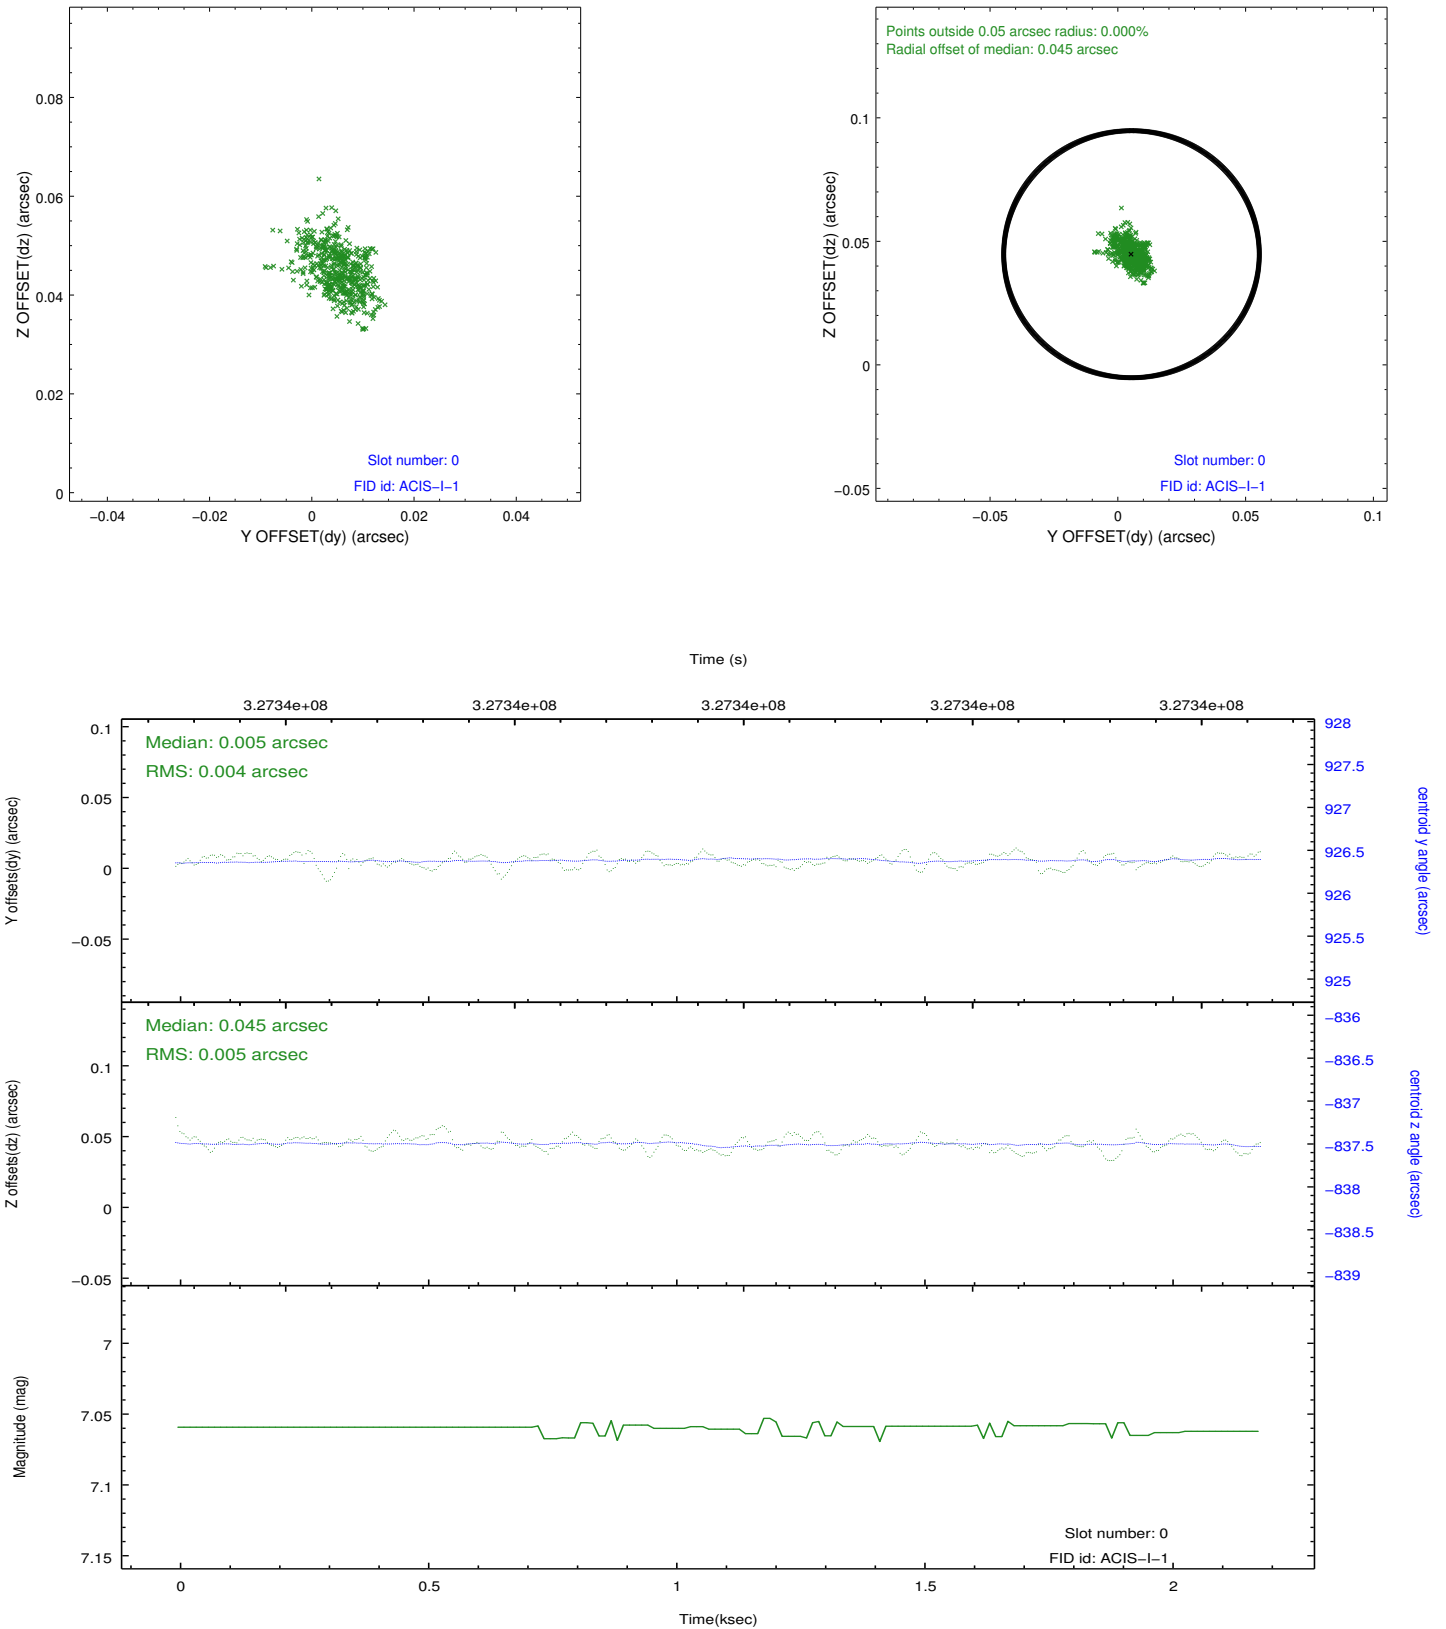 0.08
0.06
0.04
0.02
0
Z OFFSET(dz) (arcsec)
Slot number: 0
FID id: ACIS−I−1
−0.04
−0.02
0
0.02
0.04
Y OFFSET(dy) (arcsec)
Points outside 0.05 arcsec radius: 0.000%
Radial offset of median: 0.045 arcsec
0.1
0.05
0
−0.05
Z OFFSET(dz) (arcsec)
Slot number: 0
FID id: ACIS−I−1
−0.05
0
0.05
0.1
Y OFFSET(dy) (arcsec)
Time (s)
3.2734e+08
3.2734e+08
3.2734e+08
3.2734e+08
3.2734e+08
Median: 0.005 arcsec
RMS: 0.004 arcsec
0.1
0.05
0
−0.05
Y offsets(dy) (arcsec)
928
927.5
927
926.5
926
925.5
925
centroid y angle (arcsec)
Median: 0.045 arcsec
RMS: 0.005 arcsec
0.1
0.05
0
−0.05
Z offsets(dz) (arcsec)
−836
−836.5
−837
−837.5
−838
−838.5
−839
centroid z angle (arcsec)
7
7.05
7.1
7.15
Magnitude (mag)
Slot number: 0
FID id: ACIS−I−1
0
0.5
1
1.5
2
Time(ksec)